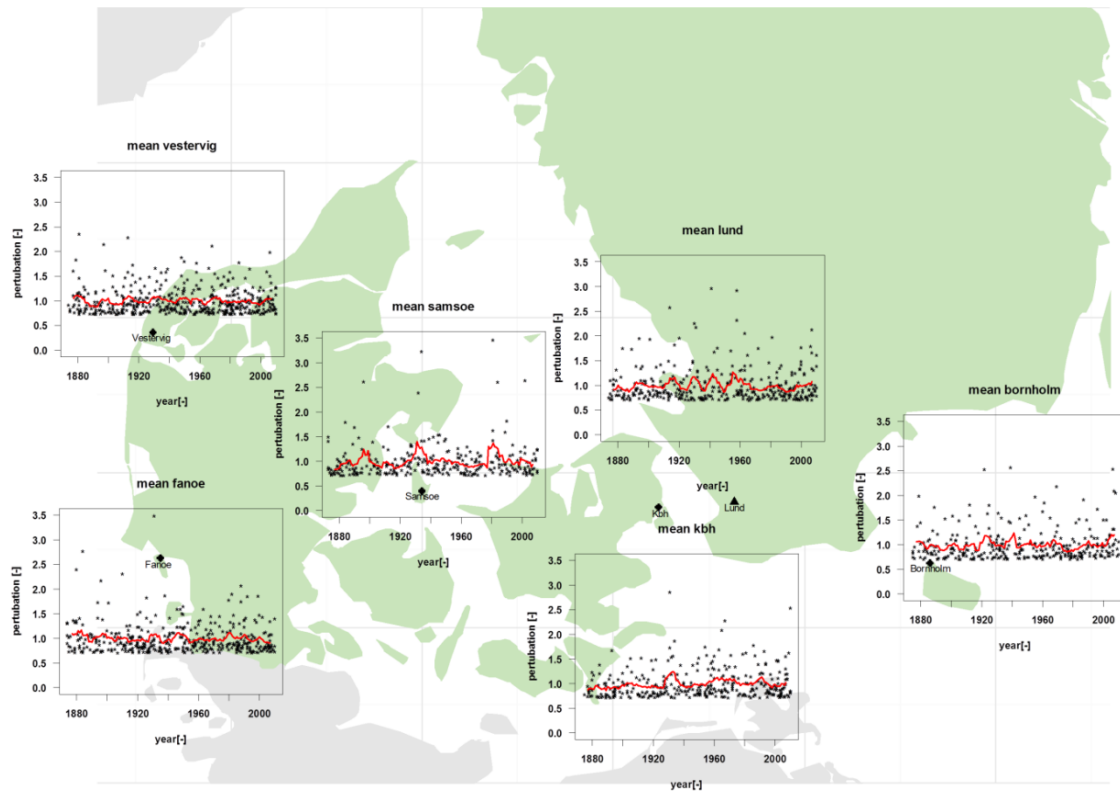 mean vestervig
pertubation [-]
3.5
3.0
2.5
2.0
1.5
1.0
0.5
0.0
Vestervig
1880 1920 1960 2000
year[-]
mean samsoe
pertubation [-]
3.5
3.0
2.5
2.0
1.5
1.0
0.5
0.0
Samsoe
1880 1920 1960 2000
year[-]
mean lund
pertubation [-]
3.5
3.0
2.5
2.0
1.5
1.0
0.5
0.0
1880 1920 1960 2000
year[-]
Kbh
Lund
mean bornholm
pertubation [-]
3.5
3.0
2.5
2.0
1.5
1.0
0.5
0.0
Bornholm
1880 1920 1960 2000
year[-]
mean fanoe
pertubation [-]
3.5
3.0
2.5
2.0
1.5
1.0
0.5
0.0
Fanoe
1880 1920 1960 2000
year[-]
mean kbh
pertubation [-]
3.5
3.0
2.5
2.0
1.5
1.0
0.5
0.0
1880 1920 1960 2000
year[-]